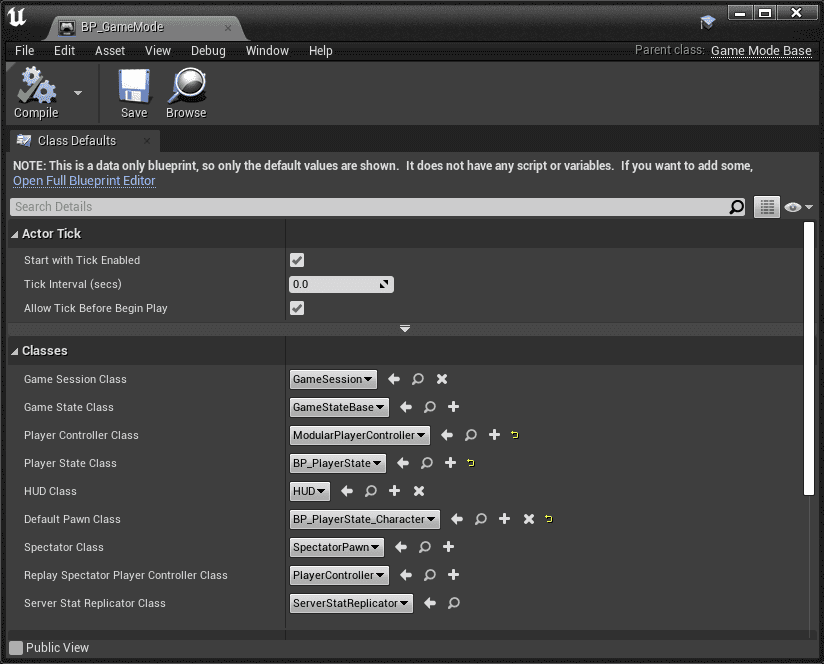 BP_GameMode
File Edit Asset View Debug Window Help Parent class: Game Mode Base
Compile Save Browse
Class Defaults
NOTE: This is a data only blueprint, so only the default values are shown. It does not have any script or variables. If you want to add some,
Open Full Blueprint Editor
Search Details
Actor Tick
Start with Tick Enabled
Tick Interval (secs) 0.0
Allow Tick Before Begin Play
Classes
Game Session Class GameSession
Game State Class GameStateBase
Player Controller Class ModularPlayerController
Player State Class BP_PlayerState
HUD Class HUD
Default Pawn Class BP_PlayerState_Character
Spectator Class SpectatorPawn
Replay Spectator Player Controller Class PlayerController
Server Stat Replicator Class ServerStatReplicator
Public View